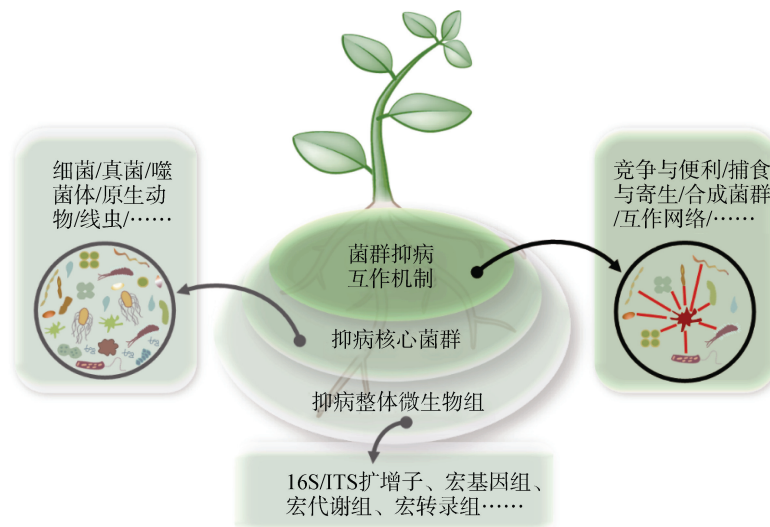 细菌/真菌/噬
菌体/原生动
物/线虫/……
竞争与便利/捕食
与寄生/合成菌群
/互作网络/……
菌群抑病
互作机制
抑病核心菌群
抑病整体微生物组
16S/ITS扩增子、宏基因组、
宏代谢组、宏转录组……